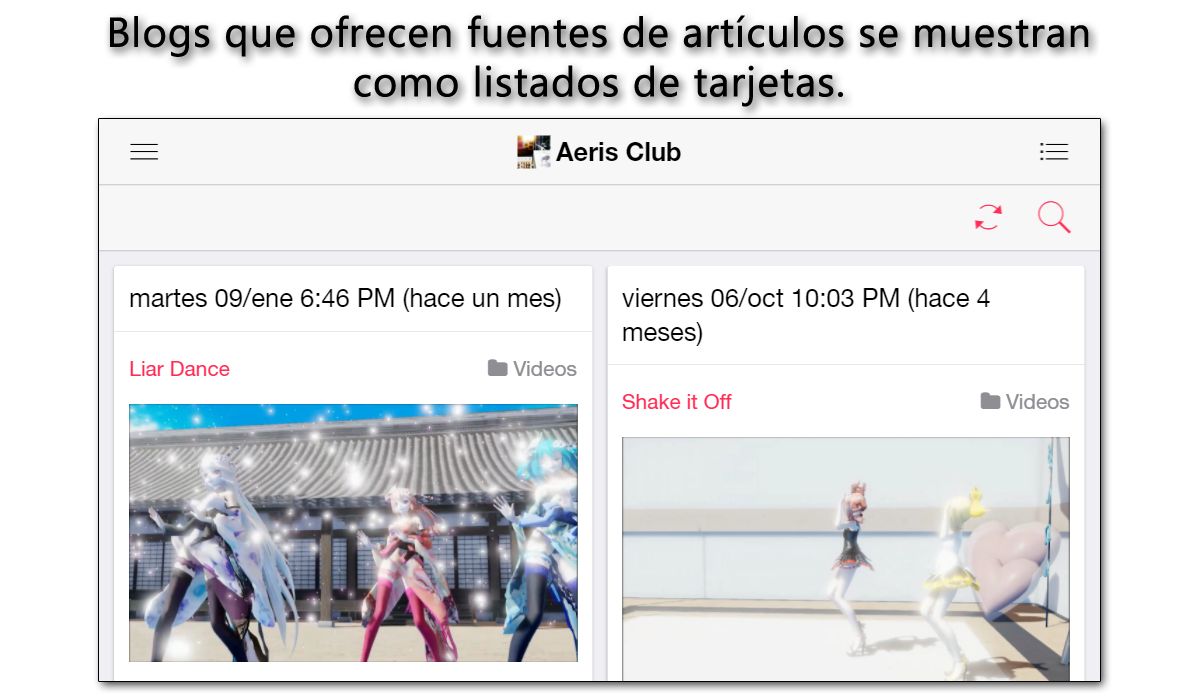 Blogs que ofrecen fuentes de artículos se muestran
como listados de tarjetas.
Aeris Club
martes 09/ene 6:46 PM (hace un mes)
Liar Dance
Videos
viernes 06/oct 10:03 PM (hace 4
meses)
Shake it Off
Videos